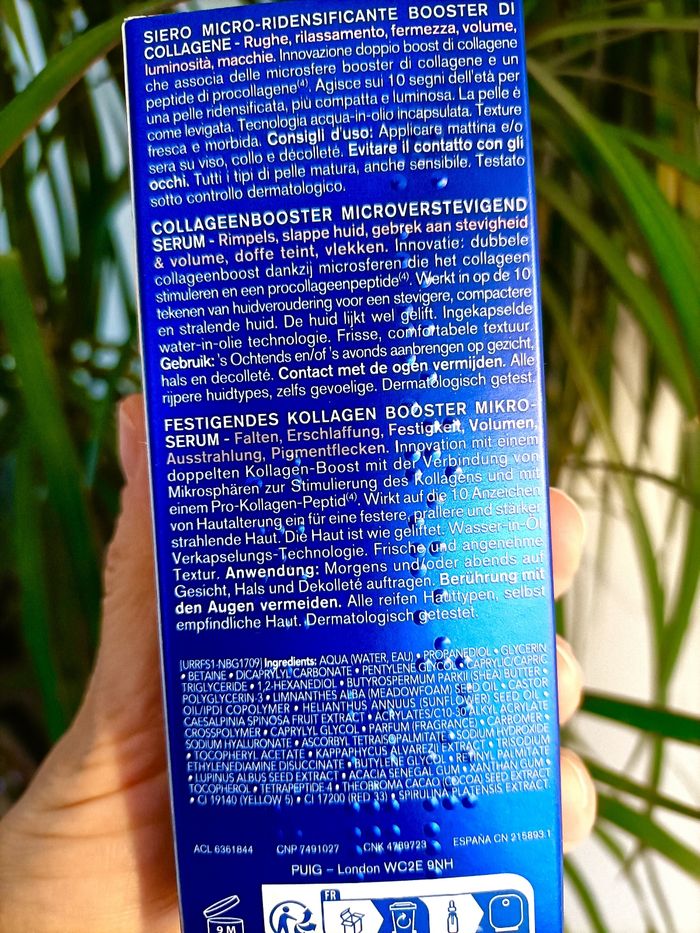 SIERO MICRO-RIDENSIFICANTE BOOSTER DI
COLLAGENE - Rughe, rilassamento, fermezza, volume,
luminosità, macchie. Innovazione doppio boost di collagene
che associa delle microsfere booster di collagene e un
peptide di procollagene(4). Agisce sui 10 segni dell'età per
una pelle ridensificata, più compatta e luminosa. La pelle è
come levigata. Tecnologia acqua-in-olio incapsulata. Texture
fresca e morbida. Consigli d'uso: Applicare mattina e/o
sera su viso, collo e décolleté. Evitare il contatto con gli
occhi. Tutti i tipi di pelle matura, anche sensibile. Testato
sotto controllo dermatologico.
COLLAGEENBOOSTER MICROVERSTEVIGEND
SERUM - Rimpels, slappe huid, gebrek aan stevigheid
& volume, doffe teint, vlekken. Innovatie: dubbele
collageenboost dankzij microsferen die het collageen
stimuleren en een procollageenpeptide(4). Werkt in op de 10
tekenen van huidveroudering voor een stevigere, compactere
en stralende huid. De huid lijkt wel gelift. Ingekapselde
water-in-olie technologie. Frisse, comfortabele textuur.
Gebruik: 's Ochtends en/of 's avonds aanbrengen op gezicht,
hals en decolleté. Contact met de ogen vermijden. Alle
rijpere huidtypes, zelfs gevoelige. Dermatologisch getest.
FESTIGENDES KOLLAGEN BOOSTER MIKRO-
SERUM - Falten, Erschlaffung, Festigkeit, Volumen,
Ausstrahlung, Pigmentflecken. Innovation mit einem
doppelten Kollagen-Boost mit der Verbindung von
Mikrosphären zur Stimulierung des Kollagens und mit
einem Pro-Kollagen-Peptid(4). Wirkt auf die 10 Anzeichen
von Hautalterung ein für eine festere, prallere und stärker
strahlende Haut. Die Haut ist wie geliftet. Wasser-in-Öl
Verkapselungs-Technologie. Frische und angenehme
Textur. Anwendung: Morgens und/oder abends auf
Gesicht, Hals und Dekolleté auftragen. Berührung mit
den Augen vermeiden. Alle reifen Hauttypen, selbst
empfindliche Haut. Dermatologisch getestet.
[URRFS1-NBG1709] Ingredients: AQUA (WATER, EAU) • PROPANEDIOL • GLYCERIN
• BETAINE • DICAPRYLYL CARBONATE • PENTYLENE GLYCOL • CAPRYLIC/CAPRIC
TRIGLYCERIDE • 1,2-HEXANEDIOL • BUTYROSPERMUM PARKII (SHEA) BUTTER •
POLYGLYCERIN-3 • LIMNANTHES ALBA (MEADOWFOAM) SEED OIL • CASTOR
OIL/IPDI COPOLYMER • HELIANTHUS ANNUUS (SUNFLOWER) SEED OIL •
CAESALPINIA SPINOSA FRUIT EXTRACT • ACRYLATES/C10-30 ALKYL ACRYLATE
CROSSPOLYMER • CAPRYLYL GLYCOL • PARFUM (FRAGRANCE) • CARBOMER •
SODIUM HYALURONATE • ASCORBYL TETRAISOPALMITATE • SODIUM HYDROXIDE
• TOCOPHERYL ACETATE • KAPPAPHYCUS ALVAREZII EXTRACT • TRISODIUM
ETHYLENEDIAMINE DISUCCINATE • BUTYLENE GLYCOL • RETINYL PALMITATE
• LUPINUS ALBUS SEED EXTRACT • ACACIA SENEGAL GUM • XANTHAN GUM •
TOCOPHEROL • TETRAPEPTIDE-4 • THEOBROMA CACAO (COCOA) SEED EXTRACT
• CI 19140 (YELLOW 5) • CI 17200 (RED 33) • SPIRULINA PLATENSIS EXTRACT.
ACL 6361844 CNP 7491027 CNK 4789723 ESPAÑA CN 215893.1
PUIG – London WC2E 9NH
FR
9 M